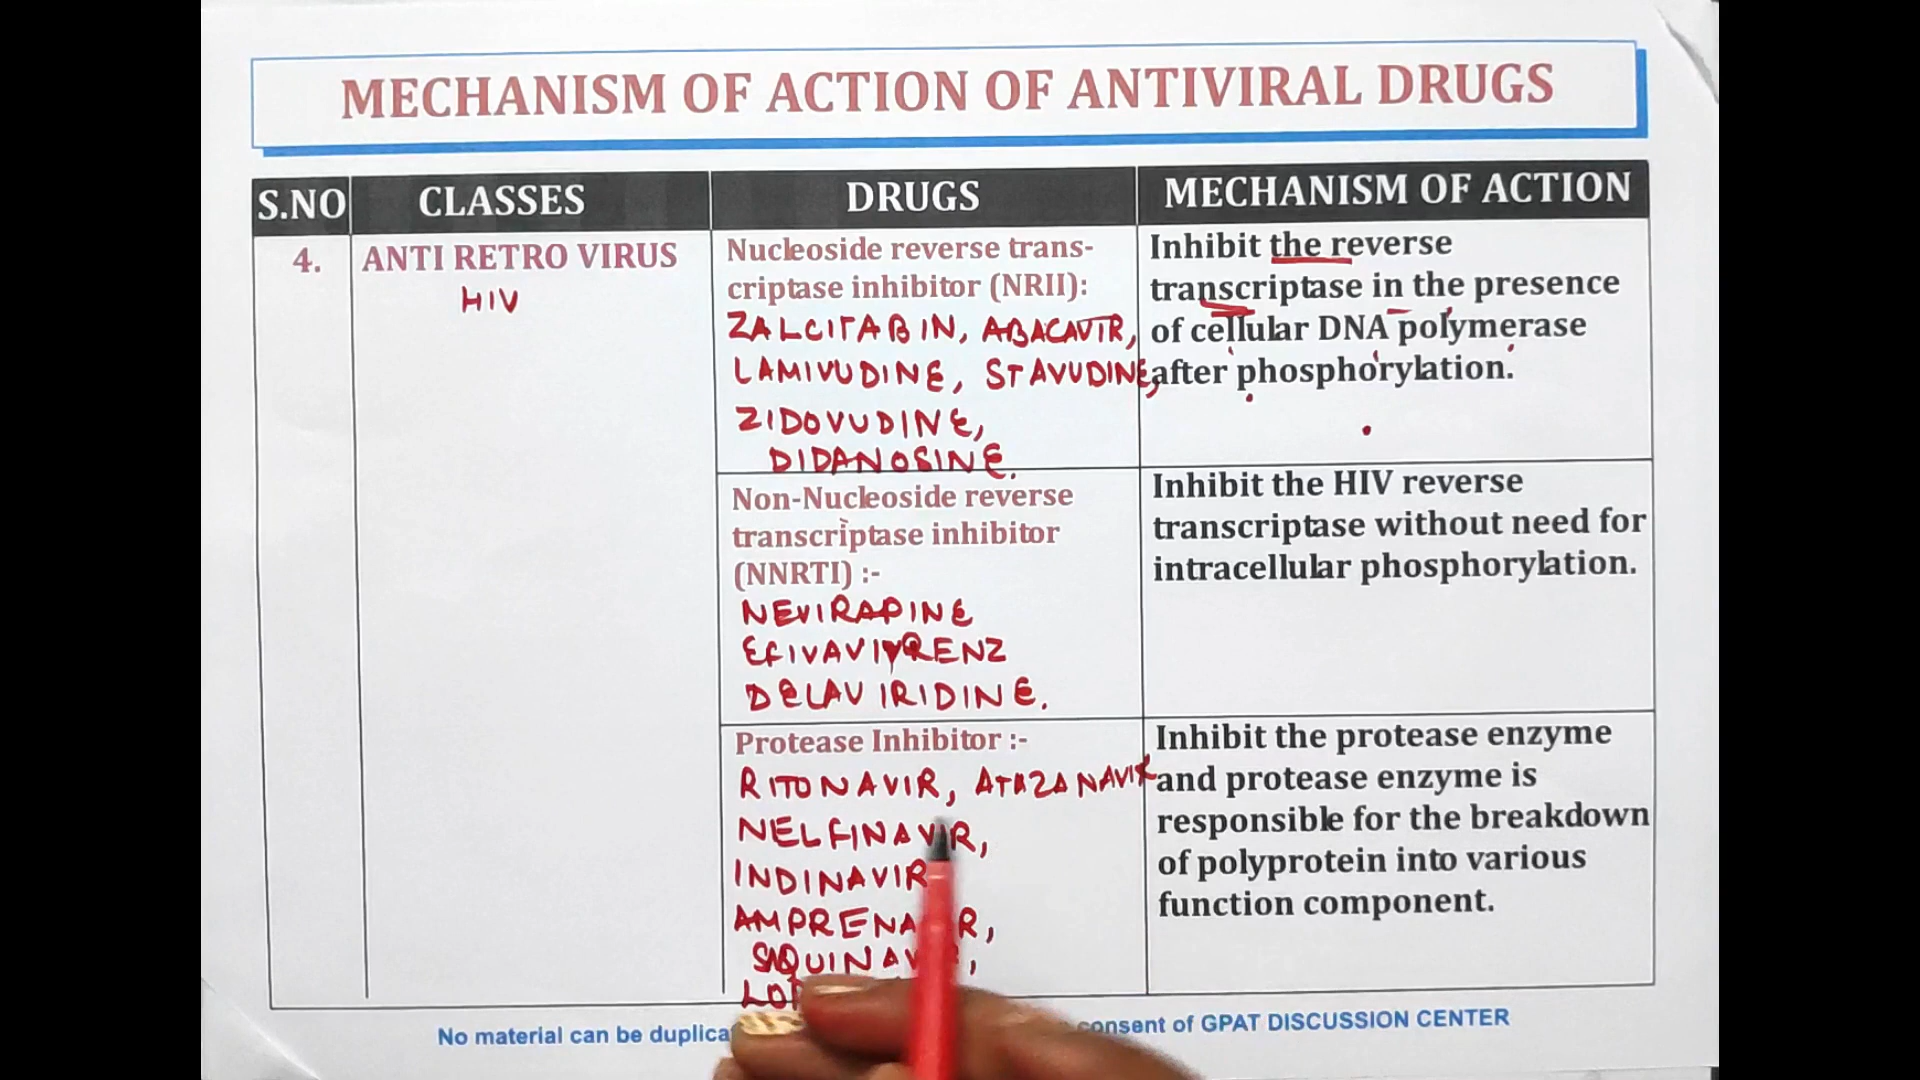 MECHANISM OF ACTION OF ANTIVIRAL DRUGS
S.NO CLASSES DRUGS MECHANISM OF ACTION
4. ANTI RETRO VIRUS
HIV
Nucleoside reverse trans-
criptase inhibitor (NRII):
ZALCITABIN, ABACAVIR,
LAMIVUDINE, STAVUDINE,
ZIDOVUDINE,
DIDANOSINE.
Inhibit the reverse
transcriptase in the presence
of cellular DNA polymerase
after phosphorylation.
Non-Nucleoside reverse
transcriptase inhibitor
(NNRTI) :-
NEVIRAPINE
EFIVAVIRENZ
DELAVIRIDINE.
Inhibit the HIV reverse
transcriptase without need for
intracellular phosphorylation.
Protease Inhibitor :-
RITONAVIR, ATAZANAVIR
NELFINAVIR,
INDINAVIR
AMPRENAVIR,
SAQUINAVIR,
Inhibit the protease enzyme
and protease enzyme is
responsible for the breakdown
of polyprotein into various
function component.
No material can be consent of GPAT DISCUSSION CENTER